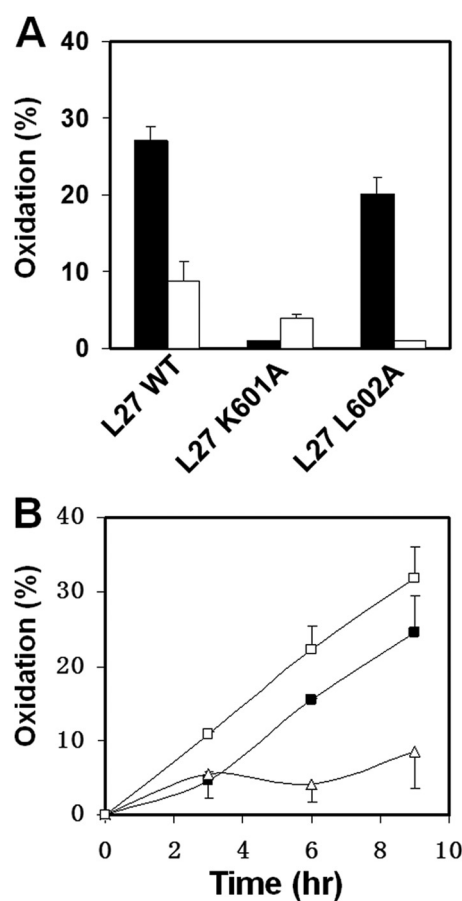 A
40
30
20
10
0
Oxidation (%)
L27 WT
L27 K601A
L27 L602A
B
40
30
20
10
0
Oxidation (%)
0 2 4 6 8 10
Time (hr)